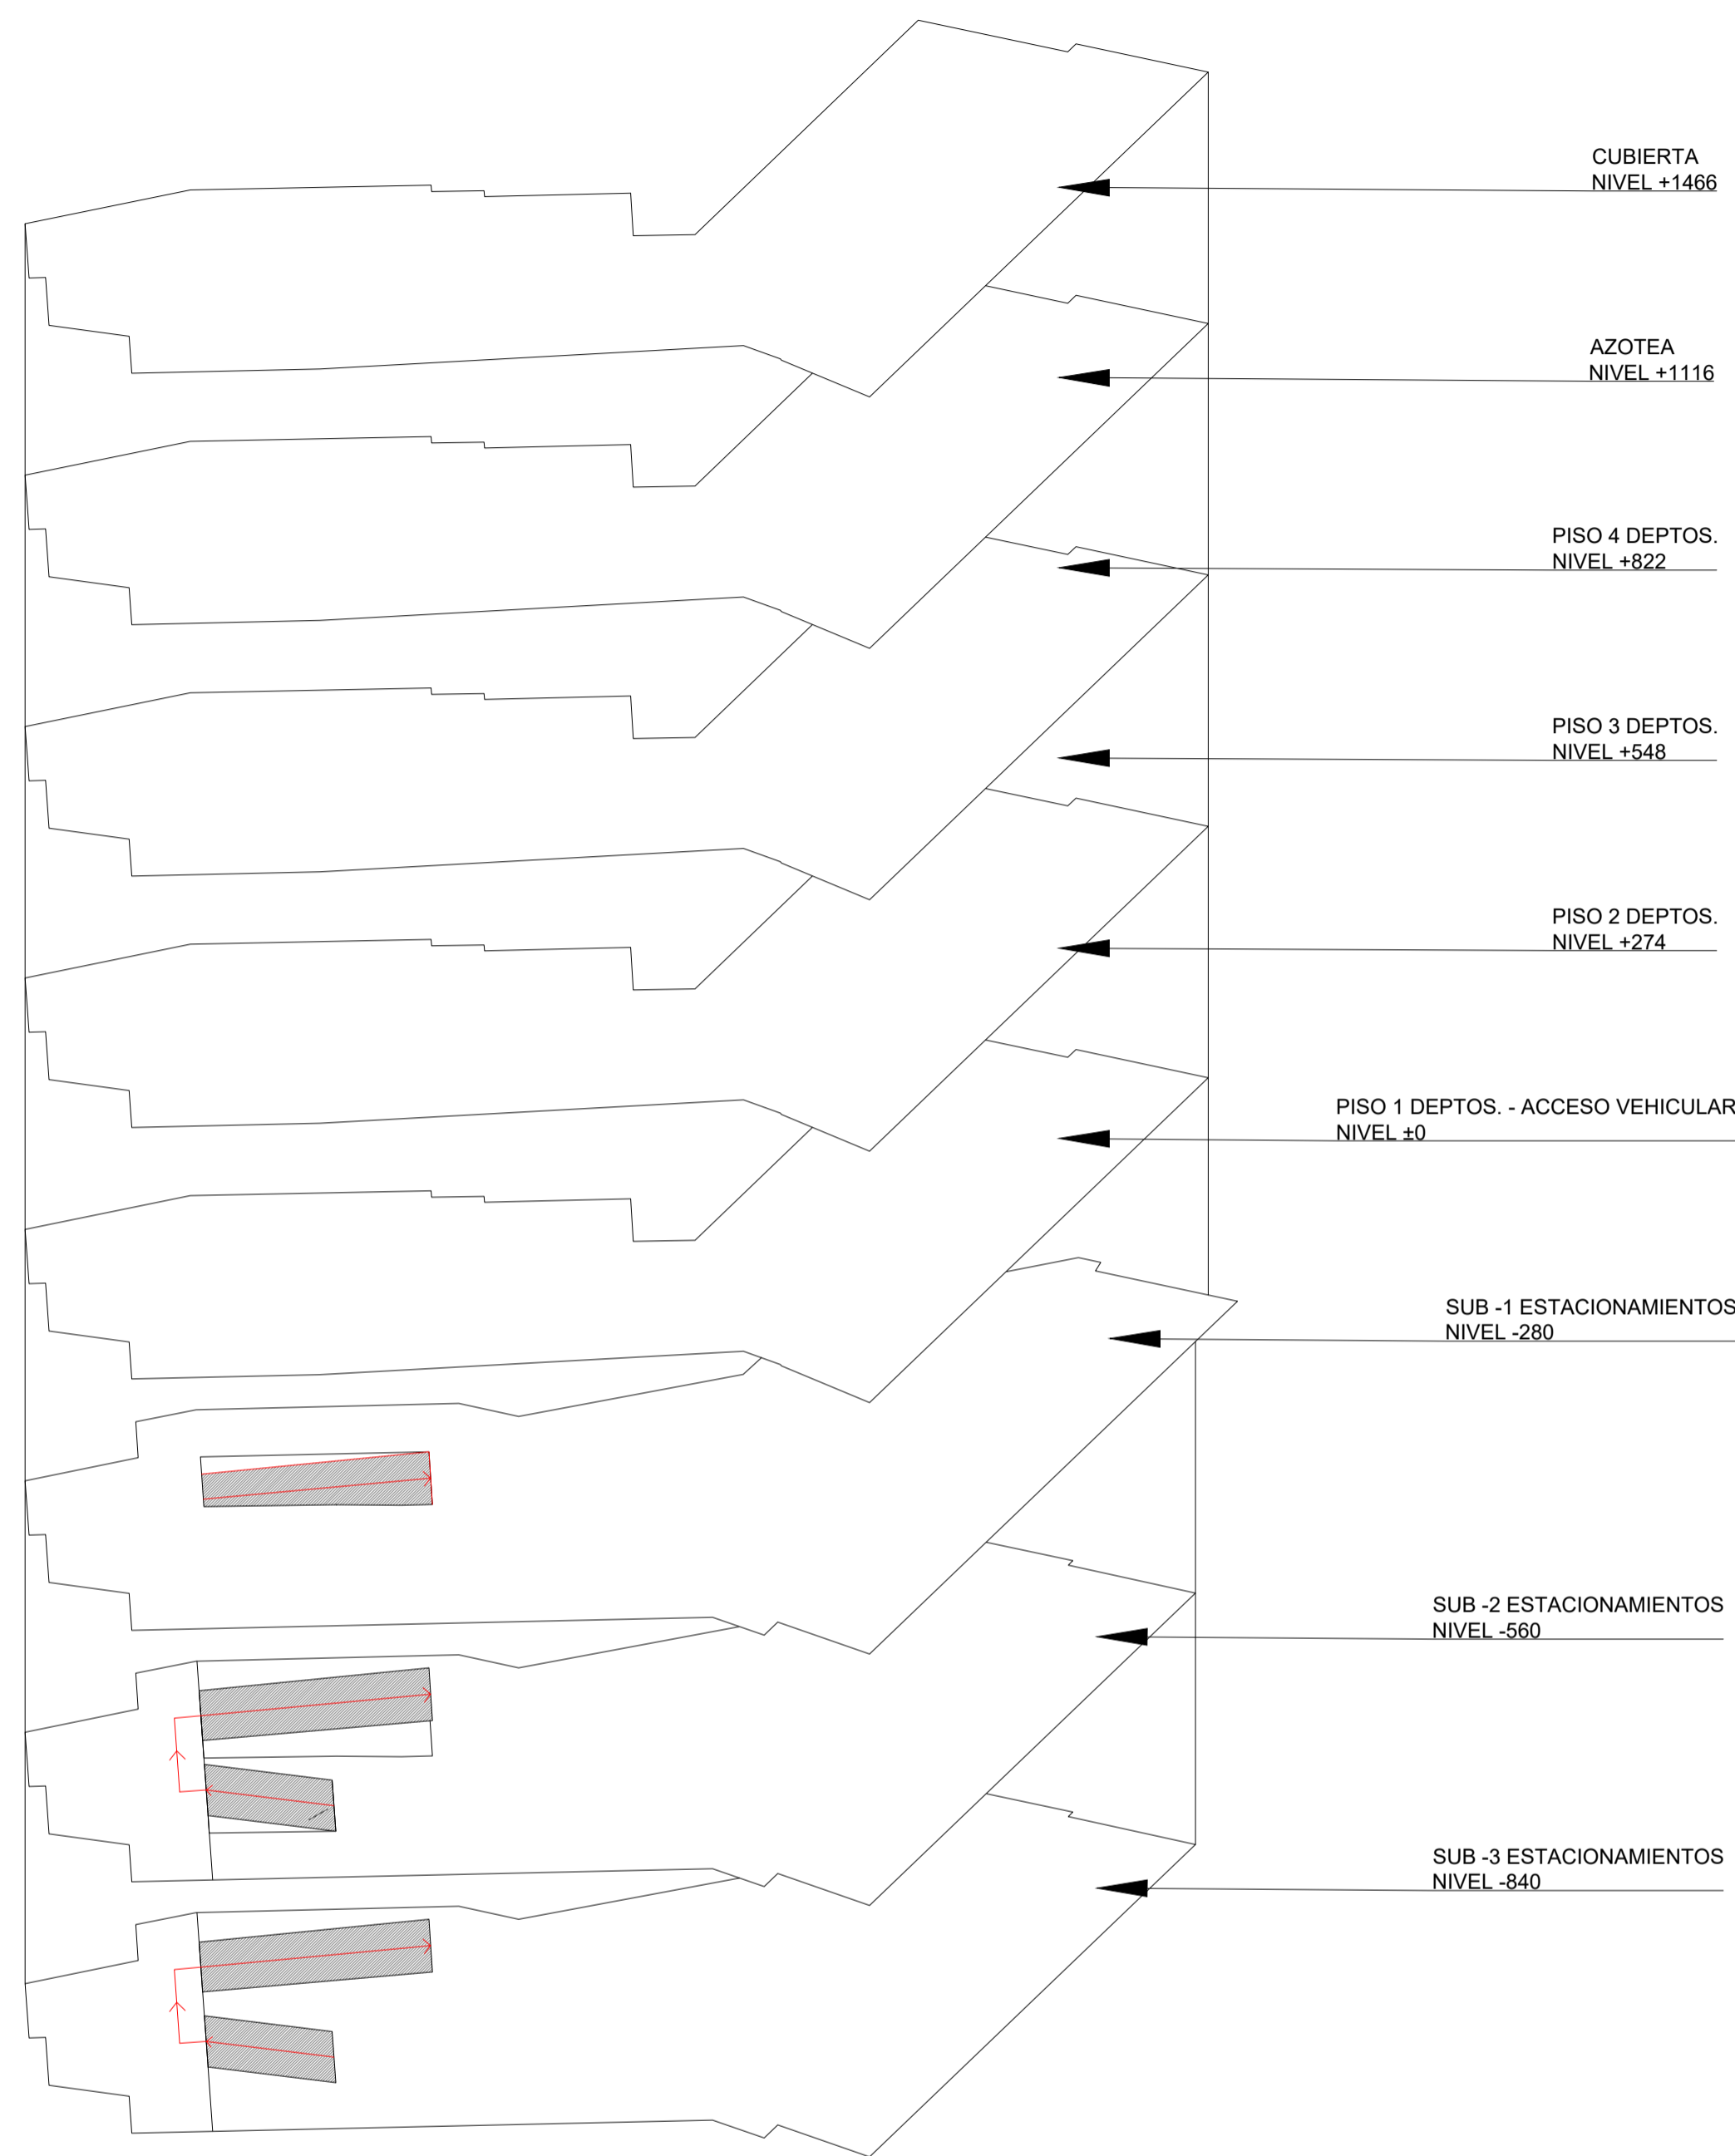 CUBIERTA
NIVEL +1466
AZOTEA
NIVEL +1116
PISO 4 DEPTOS.
NIVEL +822
PISO 3 DEPTOS.
NIVEL +548
PISO 2 DEPTOS.
NIVEL +274
PISO 1 DEPTOS. - ACCESO VEHICULAR
NIVEL ±0
SUB -1 ESTACIONAMIENTOS
NIVEL -280
SUB -2 ESTACIONAMIENTOS
NIVEL -560
SUB -3 ESTACIONAMIENTOS
NIVEL -840